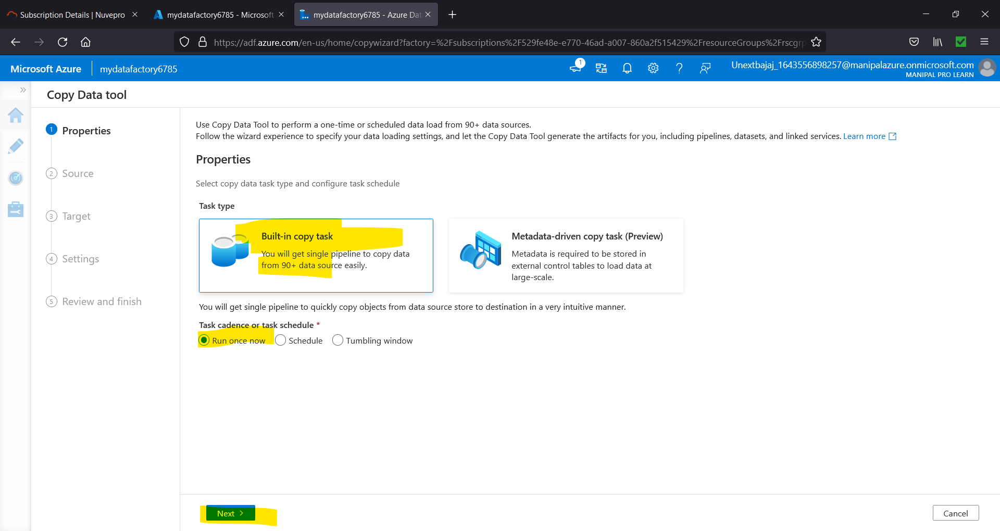 Subscription Details | Nuvepro
mydatafactory6785 - Microsoft
mydatafactory6785 - Azure Dat
https://adf.azure.com/en-us/home/copywizard?factory=%2Fsubscriptions%2F529fe48e-e770-46ad-a007-860a2f515429%2FresourceGroups%2Frscgrp
Microsoft Azure
mydatafactory6785
1
?
Unextbajaj_1643556898257@manipalazure.onmicrosoft.com
MANIPAL PRO LEARN
»
Copy Data tool
1 Properties
2 Source
3 Target
4 Settings
5 Review and finish
Use Copy Data Tool to perform a one-time or scheduled data load from 90+ data sources.
Follow the wizard experience to specify your data loading settings, and let the Copy Data Tool generate the artifacts for you, including pipelines, datasets, and linked services. Learn more
Properties
Select copy data task type and configure task schedule
Task type
Built-in copy task
You will get single pipeline to copy data
from 90+ data source easily.
Metadata-driven copy task (Preview)
Metadata is required to be stored in
external control tables to load data at
large-scale.
You will get single pipeline to quickly copy objects from data source store to destination in a very intuitive manner.
Task cadence or task schedule *
Run once now
Schedule
Tumbling window
Next >
Cancel